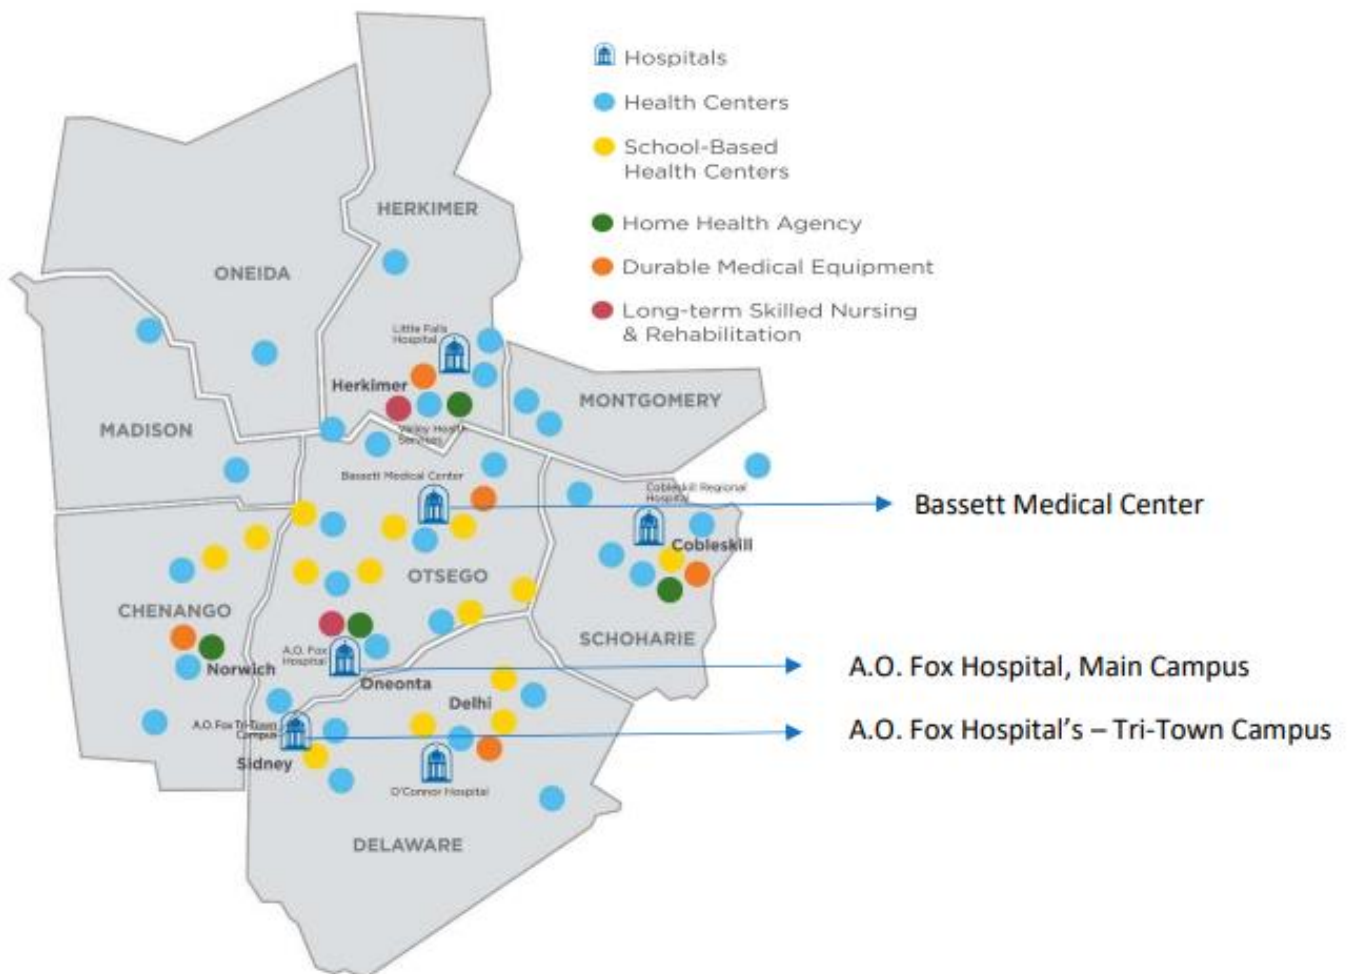 Hospitals
Health Centers
School-Based
Health Centers
Home Health Agency
Durable Medical Equipment
Long-term Skilled Nursing
& Rehabilitation
HERKIMER
ONEIDA
Little Falls
Hospital
Herkimer
MONTGOMERY
MADISON
Valley Health
Services
Bassett Medical Center
Cobleskill Regional
Hospital
Bassett Medical Center
Cobleskill
OTSEGO
CHENANGO
SCHOHARIE
A.O. Fox
Hospital
Norwich
Oneonta
A.O. Fox Hospital, Main Campus
Delhi
A.O. Fox Tri-Town
Campus
A.O. Fox Hospital’s – Tri-Town Campus
Sidney
O'Connor Hospital
DELAWARE